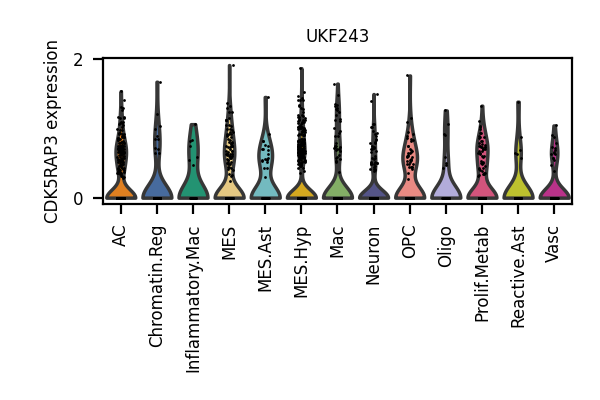 UKF243
CDK5RAP3 expression
2
0
AC
Chromatin.Reg
Inflammatory.Mac
MES
MES.Ast
MES.Hyp
Mac
Neuron
OPC
Oligo
Prolif.Metab
Reactive.Ast
Vasc